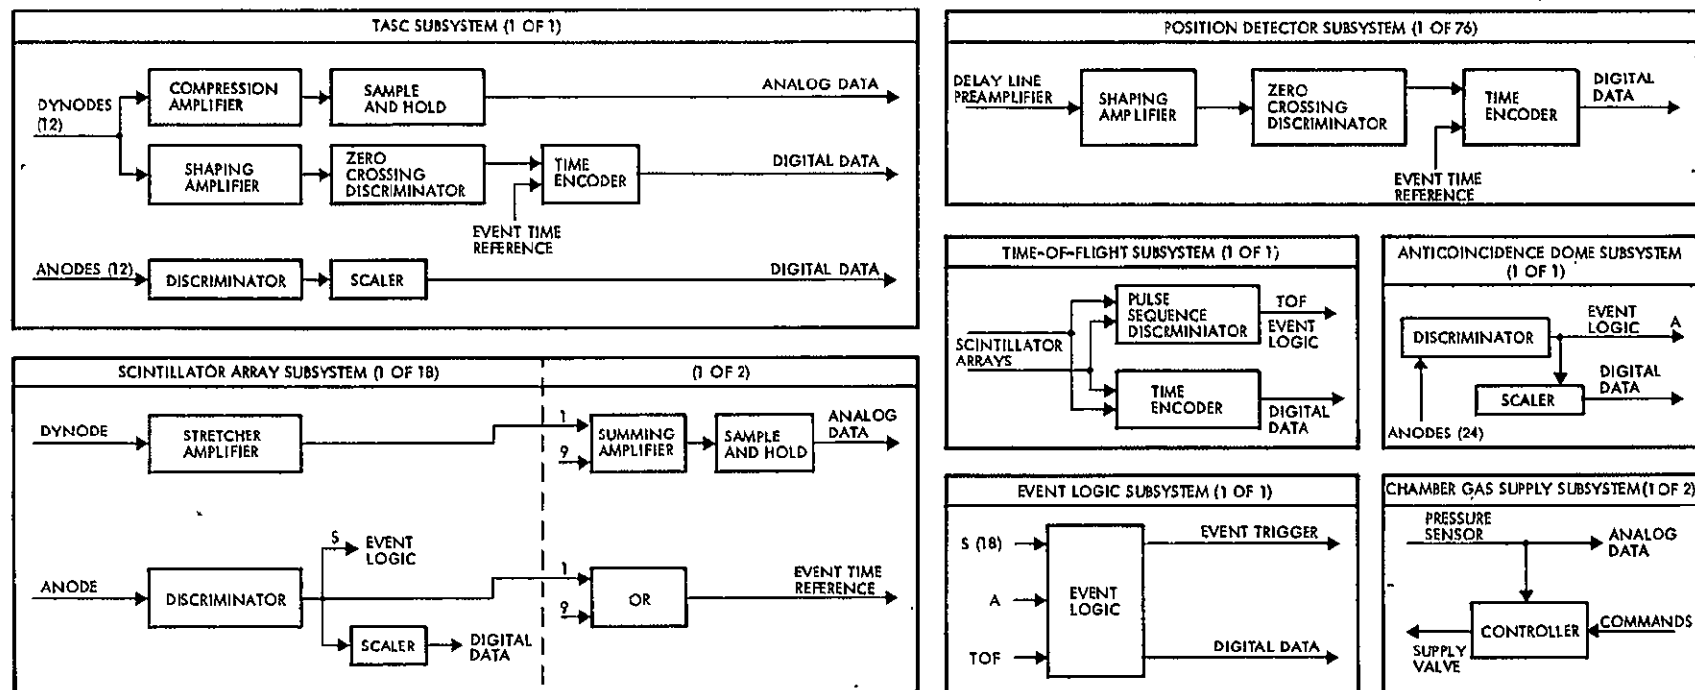 TASC SUBSYSTEM (1 OF 1)
DYNODES
(12)
COMPRESSION
AMPLIFIER
SAMPLE
AND HOLD
ANALOG DATA
SHAPING
AMPLIFIER
ZERO
CROSSING
DISCRIMINATOR
TIME
ENCODER
DIGITAL DATA
EVENT TIME
REFERENCE
ANODES (12)
DISCRIMINATOR
SCALER
DIGITAL DATA
SCINTILLATOR ARRAY SUBSYSTEM (1 OF 18)
(1 OF 2)
DYNODE
STRETCHER
AMPLIFIER
1
9
SUMMING
AMPLIFIER
SAMPLE
AND HOLD
ANALOG
DATA
S
EVENT
LOGIC
ANODE
DISCRIMINATOR
1
9
OR
EVENT TIME
REFERENCE
SCALER
DIGITAL
DATA
POSITION DETECTOR SUBSYSTEM (1 OF 76)
DELAY LINE
PREAMPLIFIER
SHAPING
AMPLIFIER
ZERO
CROSSING
DISCRIMINATOR
TIME
ENCODER
DIGITAL
DATA
EVENT TIME
REFERENCE
TIME-OF-FLIGHT SUBSYSTEM (1 OF 1)
SCINTILLATOR
ARRAYS
PULSE
SEQUENCE
DISCRMINIATOR
TOF
EVENT
LOGIC
TIME
ENCODER
DIGITAL
DATA
ANTICOINCIDENCE DOME SUBSYSTEM
(1 OF 1)
DISCRIMINATOR
EVENT
LOGIC
A
SCALER
DIGITAL
DATA
ANODES (24)
EVENT LOGIC SUBSYSTEM (1 OF 1)
S (18)
A
TOF
EVENT
LOGIC
EVENT TRIGGER
DIGITAL DATA
CHAMBER GAS SUPPLY SUBSYSTEM (1 OF 2)
PRESSURE
SENSOR
ANALOG
DATA
CONTROLLER
COMMANDS
SUPPLY
VALVE